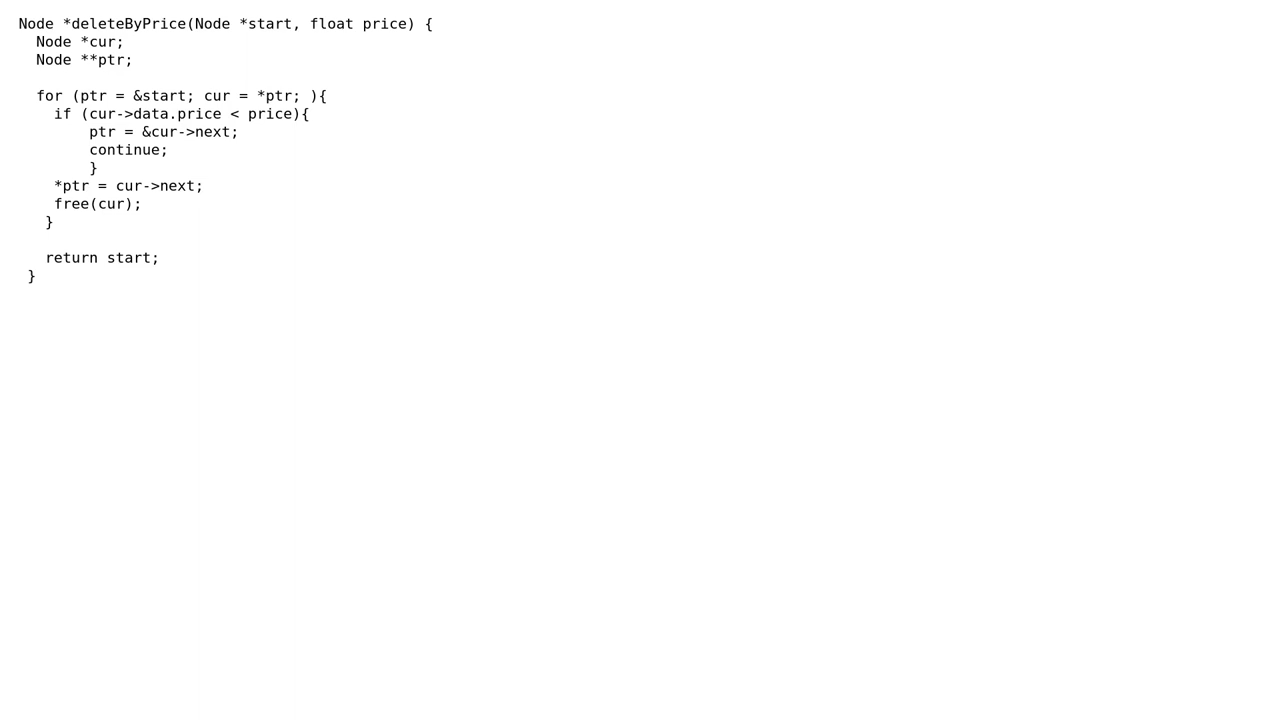 Node *deleteByPrice(Node *start, float price) {
  Node *cur;
  Node **ptr;

  for (ptr = &start; cur = *ptr; ){
    if (cur->data.price < price){
        ptr = &cur->next;
        continue;
        }
    *ptr = cur->next;
    free(cur);
   }

   return start;
 }